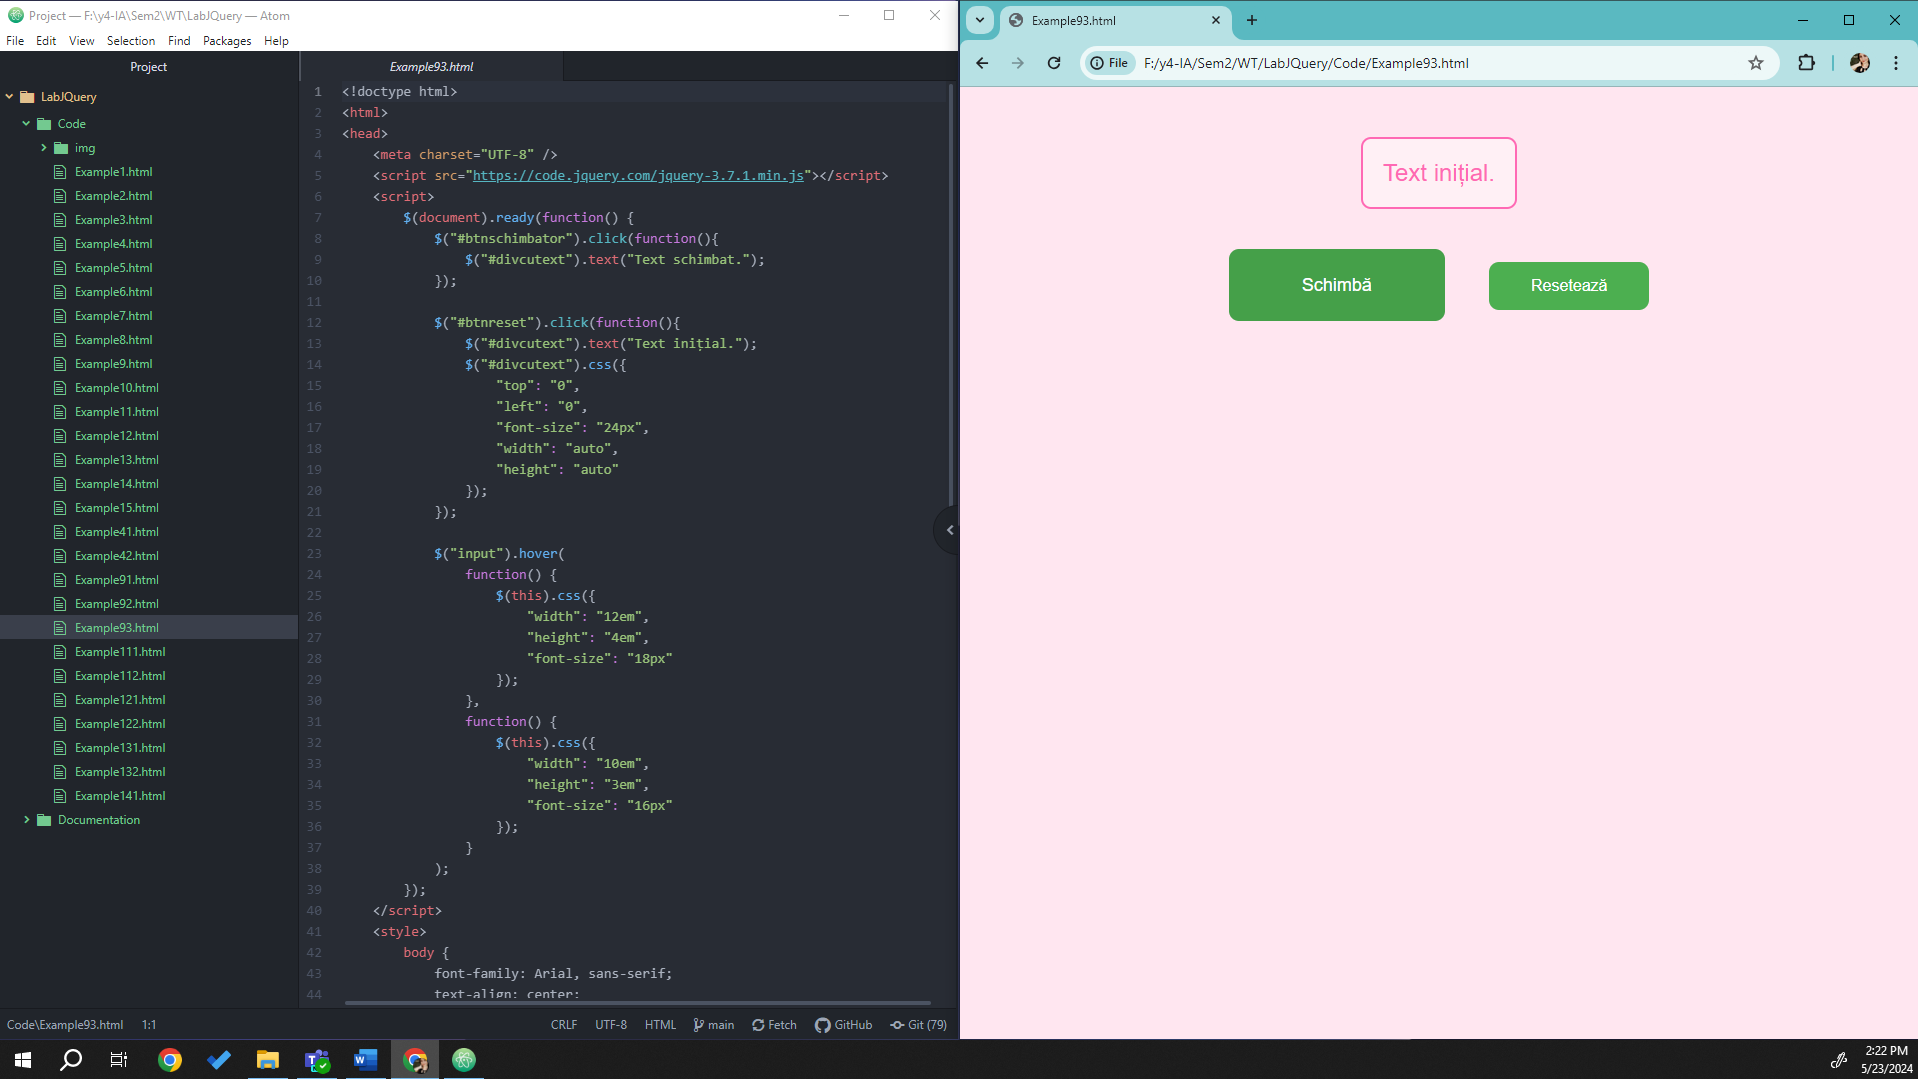 Project — F:\y4-IA\Sem2\WT\LabJQuery — Atom
File Edit View Selection Find Packages Help
Project
LabJQuery
Code
img
Example1.html
Example2.html
Example3.html
Example4.html
Example5.html
Example6.html
Example7.html
Example8.html
Example9.html
Example10.html
Example11.html
Example12.html
Example13.html
Example14.html
Example15.html
Example41.html
Example42.html
Example91.html
Example92.html
Example93.html
Example111.html
Example112.html
Example121.html
Example122.html
Example131.html
Example132.html
Example141.html
Documentation
Example93.html
1 <!doctype html>
2 <html>
3 <head>
4 <meta charset="UTF-8" />
5 <script src="https://code.jquery.com/jquery-3.7.1.min.js"></script>
6 <script>
7 $(document).ready(function() {
8 $("#btnschimbator").click(function(){
9 $("#divcutext").text("Text schimbat.");
10 });
11
12 $("#btnreset").click(function(){
13 $("#divcutext").text("Text inițial.");
14 $("#divcutext").css({
15 "top": "0",
16 "left": "0",
17 "font-size": "24px",
18 "width": "auto",
19 "height": "auto"
20 });
21 });
22
23 $("input").hover(
24 function() {
25 $(this).css({
26 "width": "12em",
27 "height": "4em",
28 "font-size": "18px"
29 });
30 },
31 function() {
32 $(this).css({
33 "width": "10em",
34 "height": "3em",
35 "font-size": "16px"
36 });
37 }
38 );
39 });
40 </script>
41 <style>
42 body {
43 font-family: Arial, sans-serif;
44 text-align: center;
Code\Example93.html 1:1 CRLF UTF-8 HTML main Fetch GitHub Git (79)
Example93.html
File F:/y4-IA/Sem2/WT/LabJQuery/Code/Example93.html
Text inițial.
Schimbă Resetează
2:22 PM
5/23/2024